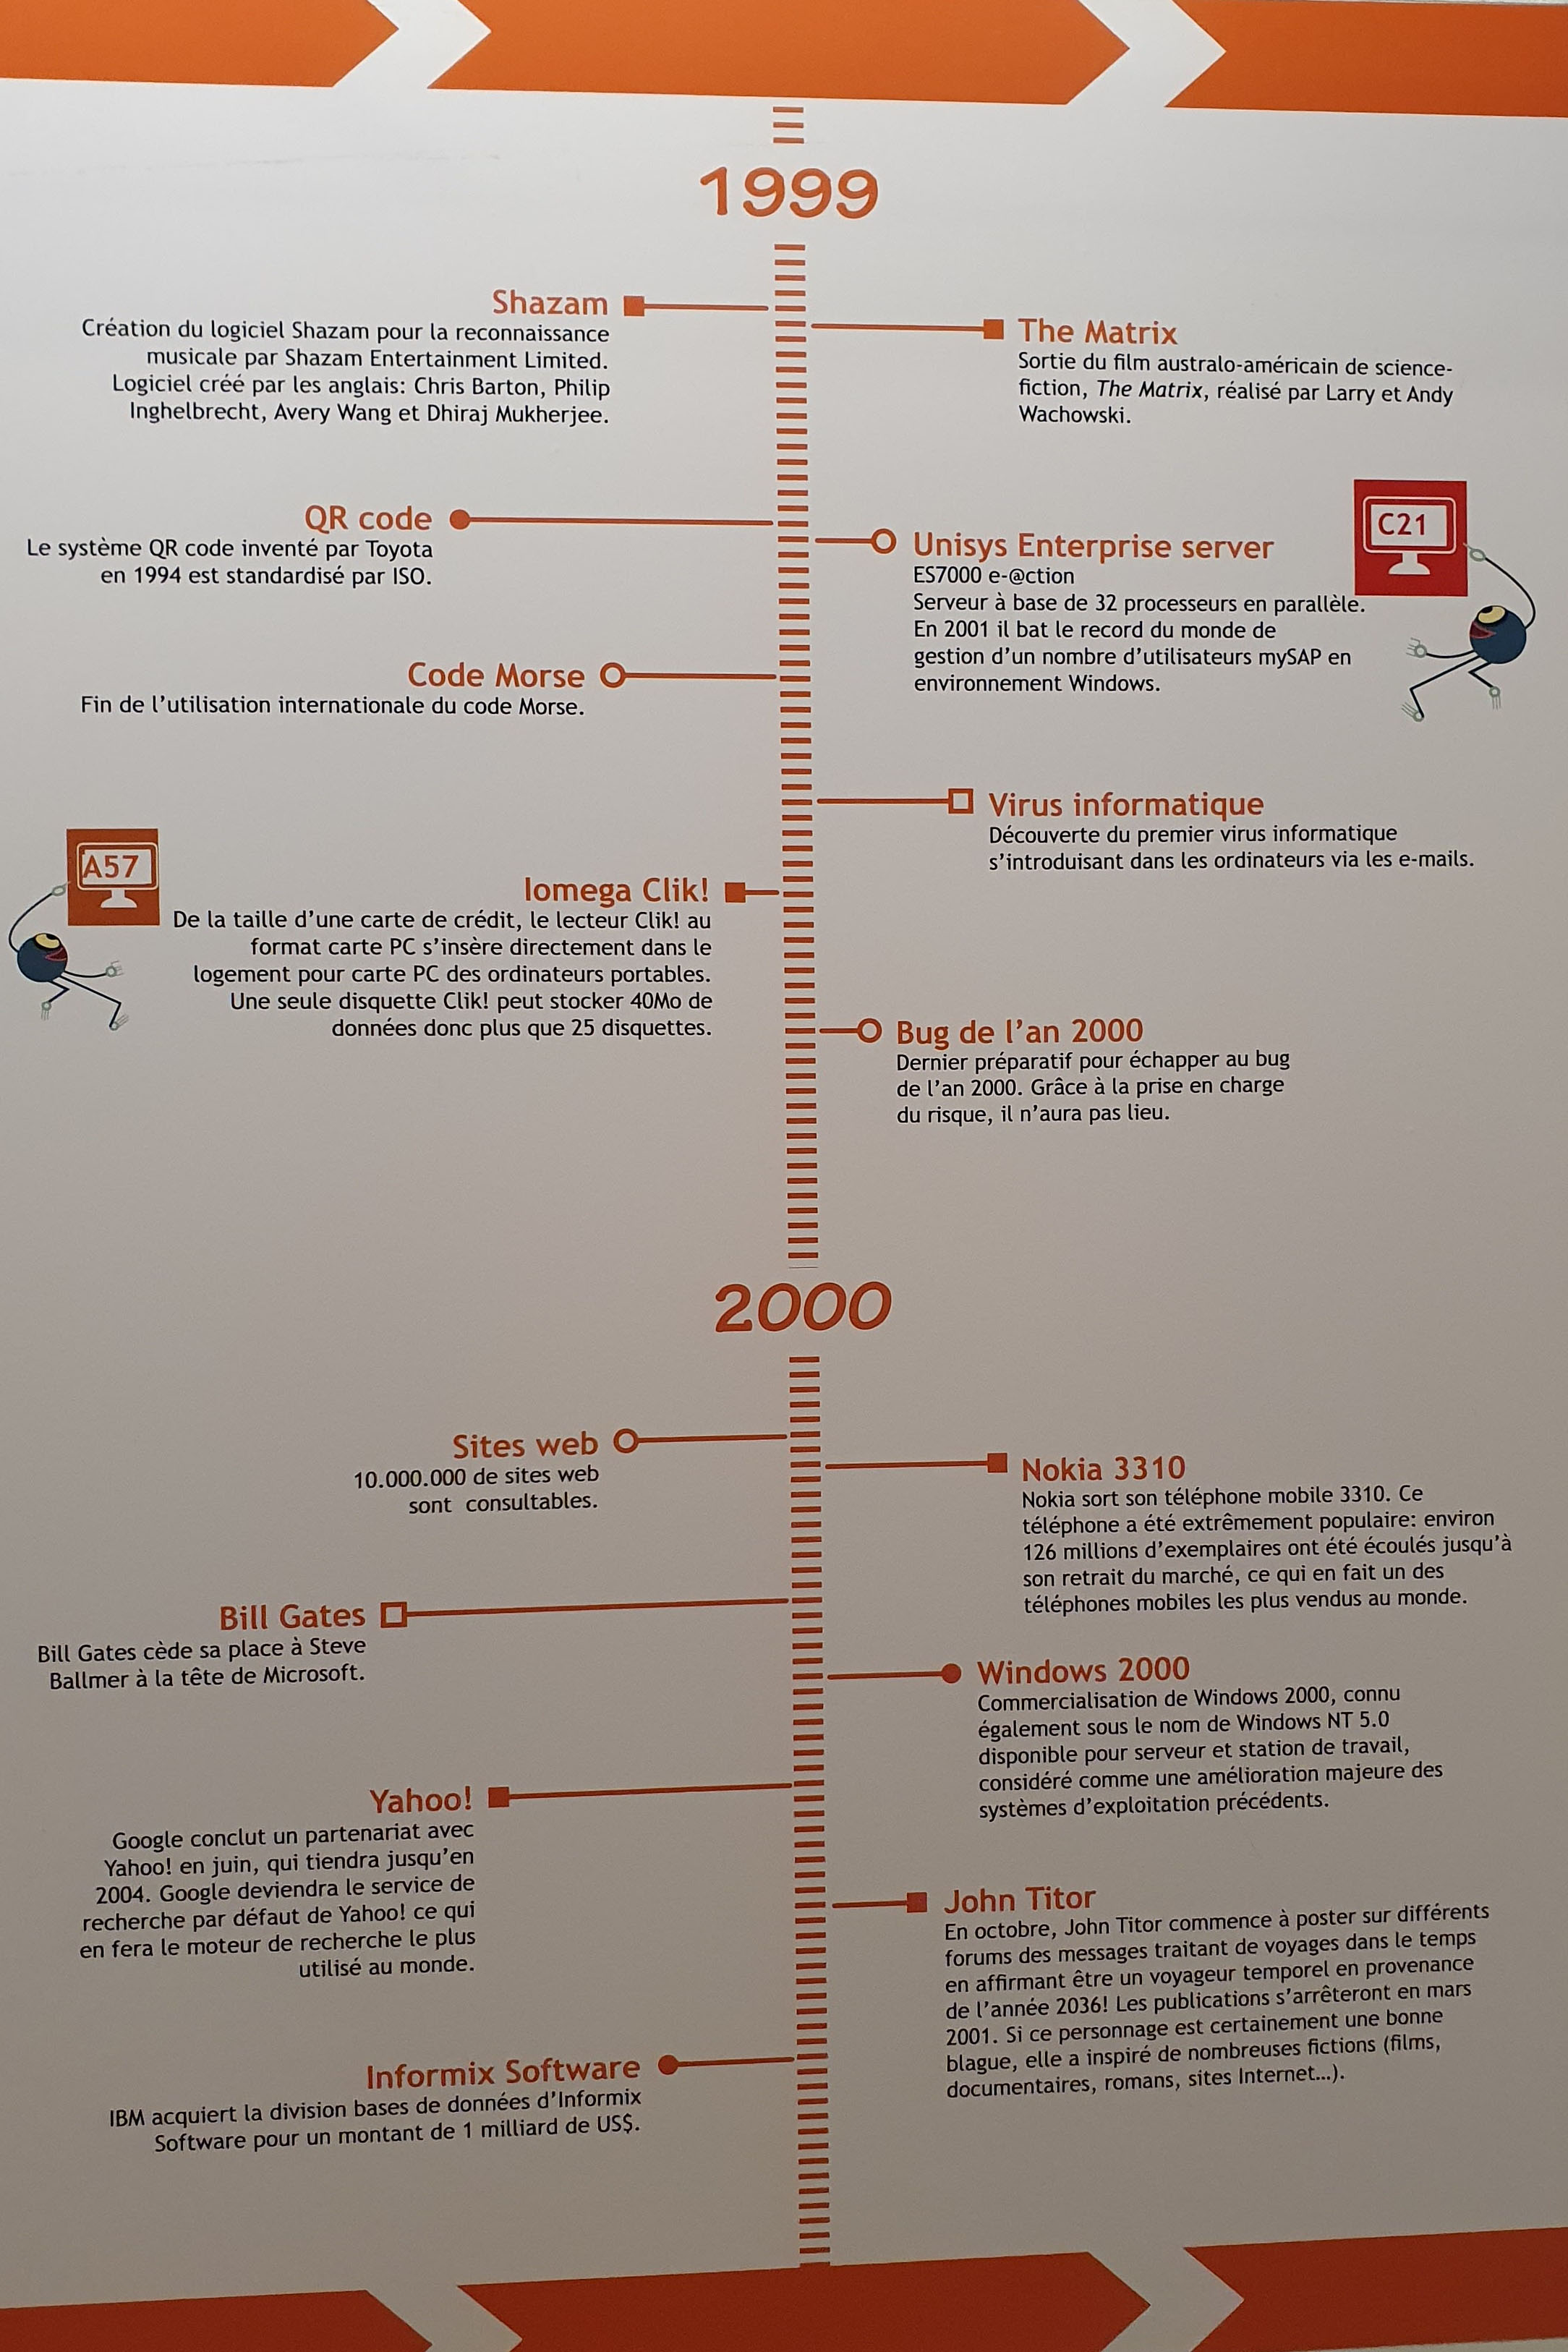 1999
Shazam
Création du logiciel Shazam pour la reconnaissance
musicale par Shazam Entertainment Limited.
Logiciel créé par les anglais: Chris Barton, Philip
Inghelbrecht, Avery Wang et Dhiraj Mukherjee.
The Matrix
Sortie du film australo-américain de science-
fiction, The Matrix, réalisé par Larry et Andy
Wachowski.
QR code
Le système QR code inventé par Toyota
en 1994 est standardisé par ISO.
C21
Unisys Enterprise server
ES7000 e-@ction
Serveur à base de 32 processeurs en parallèle.
En 2001 il bat le record du monde de
gestion d'un nombre d'utilisateurs mySAP en
environnement Windows.
Code Morse
Fin de l'utilisation internationale du code Morse.
Virus informatique
Découverte du premier virus informatique
s'introduisant dans les ordinateurs via les e-mails.
A57
Iomega Clik!
De la taille d'une carte de crédit, le lecteur Clik! au
format carte PC s'insère directement dans le
logement pour carte PC des ordinateurs portables.
Une seule disquette Clik! peut stocker 40Mo de
données donc plus que 25 disquettes.
Bug de l'an 2000
Dernier préparatif pour échapper au bug
de l'an 2000. Grâce à la prise en charge
du risque, il n'aura pas lieu.
2000
Sites web
10.000.000 de sites web
sont consultables.
Nokia 3310
Nokia sort son téléphone mobile 3310. Ce
téléphone a été extrêmement populaire: environ
126 millions d'exemplaires ont été écoulés jusqu'à
son retrait du marché, ce qui en fait un des
téléphones mobiles les plus vendus au monde.
Bill Gates
Bill Gates cède sa place à Steve
Ballmer à la tête de Microsoft.
Windows 2000
Commercialisation de Windows 2000, connu
également sous le nom de Windows NT 5.0
disponible pour serveur et station de travail,
considéré comme une amélioration majeure des
systèmes d'exploitation précédents.
Yahoo!
Google conclut un partenariat avec
Yahoo! en juin, qui tiendra jusqu'en
2004. Google deviendra le service de
recherche par défaut de Yahoo! ce qui
en fera le moteur de recherche le plus
utilisé au monde.
John Titor
En octobre, John Titor commence à poster sur différents
forums des messages traitant de voyages dans le temps
en affirmant être un voyageur temporel en provenance
de l'année 2036! Les publications s'arrêteront en mars
2001. Si ce personnage est certainement une bonne
blague, elle a inspiré de nombreuses fictions (films,
documentaires, romans, sites Internet...).
Informix Software
IBM acquiert la division bases de données d'Informix
Software pour un montant de 1 milliard de US$.